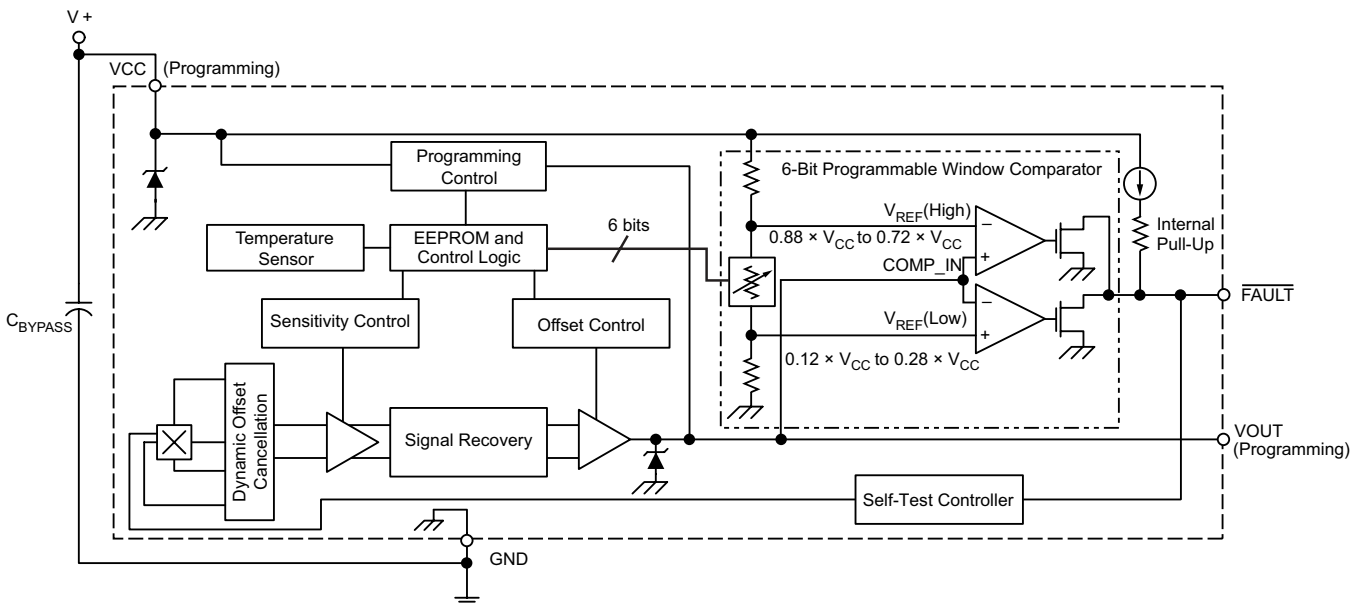 V +
VCC (Programming)
Programming
Control
6-Bit Programmable Window Comparator
Temperature
Sensor
EEPROM and
Control Logic
6 bits
VREF(High)
0.88 × VCC to 0.72 × VCC
COMP_IN
−
+
Internal
Pull-Up
FAULT
CBYPASS
Sensitivity Control
Offset Control
VREF(Low)
−
+
0.12 × VCC to 0.28 × VCC
Dynamic Offset
Cancellation
Signal Recovery
VOUT
(Programming)
Self-Test Controller
GND